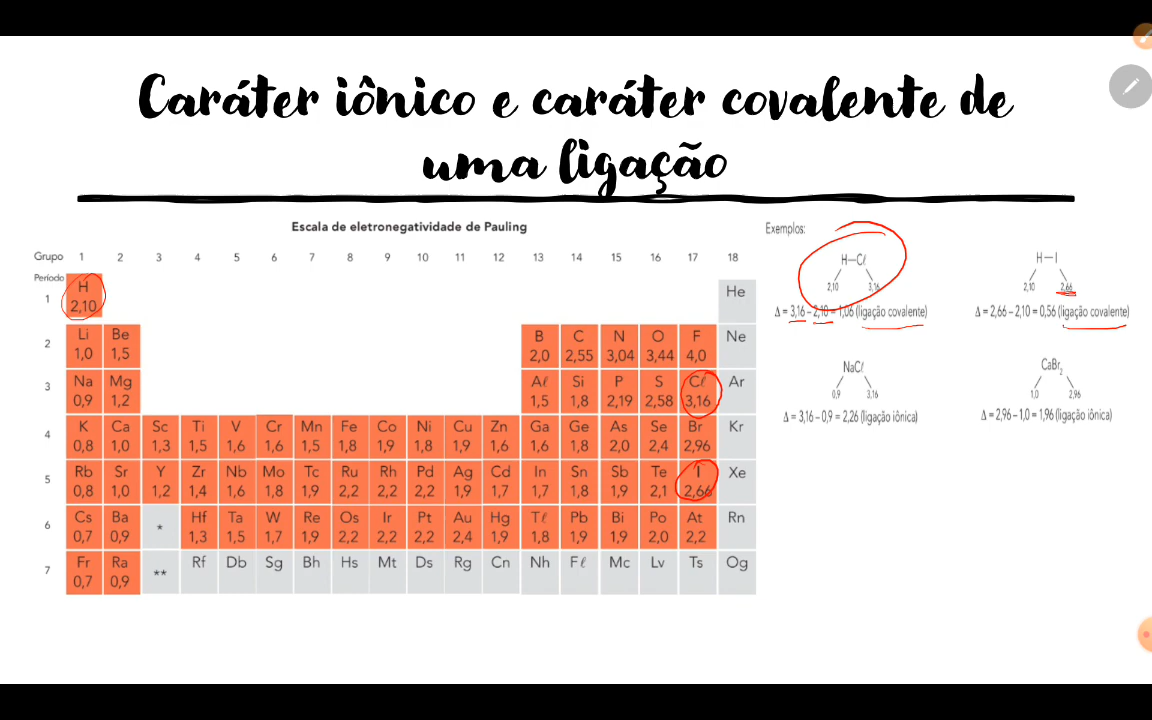 Caráter iônico e caráter covalente de
uma ligação
Escala de eletronegatividade de Pauling
Grupo 1 2 3 4 5 6 7 8 9 10 11 12 13 14 15 16 17 18
Período
1 H He
2,10
2 Li Be B C N O F Ne
1,0 1,5 2,0 2,55 3,04 3,44 4,0
3 Na Mg Aℓ Si P S Cℓ Ar
0,9 1,2 1,5 1,8 2,19 2,58 3,16
4 K Ca Sc Ti V Cr Mn Fe Co Ni Cu Zn Ga Ge As Se Br Kr
0,8 1,0 1,3 1,5 1,6 1,6 1,5 1,8 1,9 1,8 1,9 1,6 1,6 1,8 2,0 2,4 2,96
5 Rb Sr Y Zr Nb Mo Tc Ru Rh Pd Ag Cd In Sn Sb Te I Xe
0,8 1,0 1,2 1,4 1,6 1,8 1,9 2,2 2,2 2,2 1,9 1,7 1,7 1,8 1,9 2,1 2,66
6 Cs Ba * Hf Ta W Re Os Ir Pt Au Hg Tℓ Pb Bi Po At Rn
0,7 0,9 1,3 1,5 1,7 1,9 2,2 2,2 2,2 2,4 1,9 1,8 1,9 1,9 2,0 2,2
7 Fr Ra ** Rf Db Sg Bh Hs Mt Ds Rg Cn Nh Fℓ Mc Lv Ts Og
0,7 0,9
Exemplos:
H—Cℓ
2,10 3,16
Δ = 3,16 – 2,10 = 1,06 (ligação covalente)
H—I
2,10 2,66
Δ = 2,66 – 2,10 = 0,56 (ligação covalente)
NaCℓ
0,9 3,16
Δ = 3,16 – 0,9 = 2,26 (ligação iônica)
CaBr₂
1,0 2,96
Δ = 2,96 – 1,0 = 1,96 (ligação iônica)